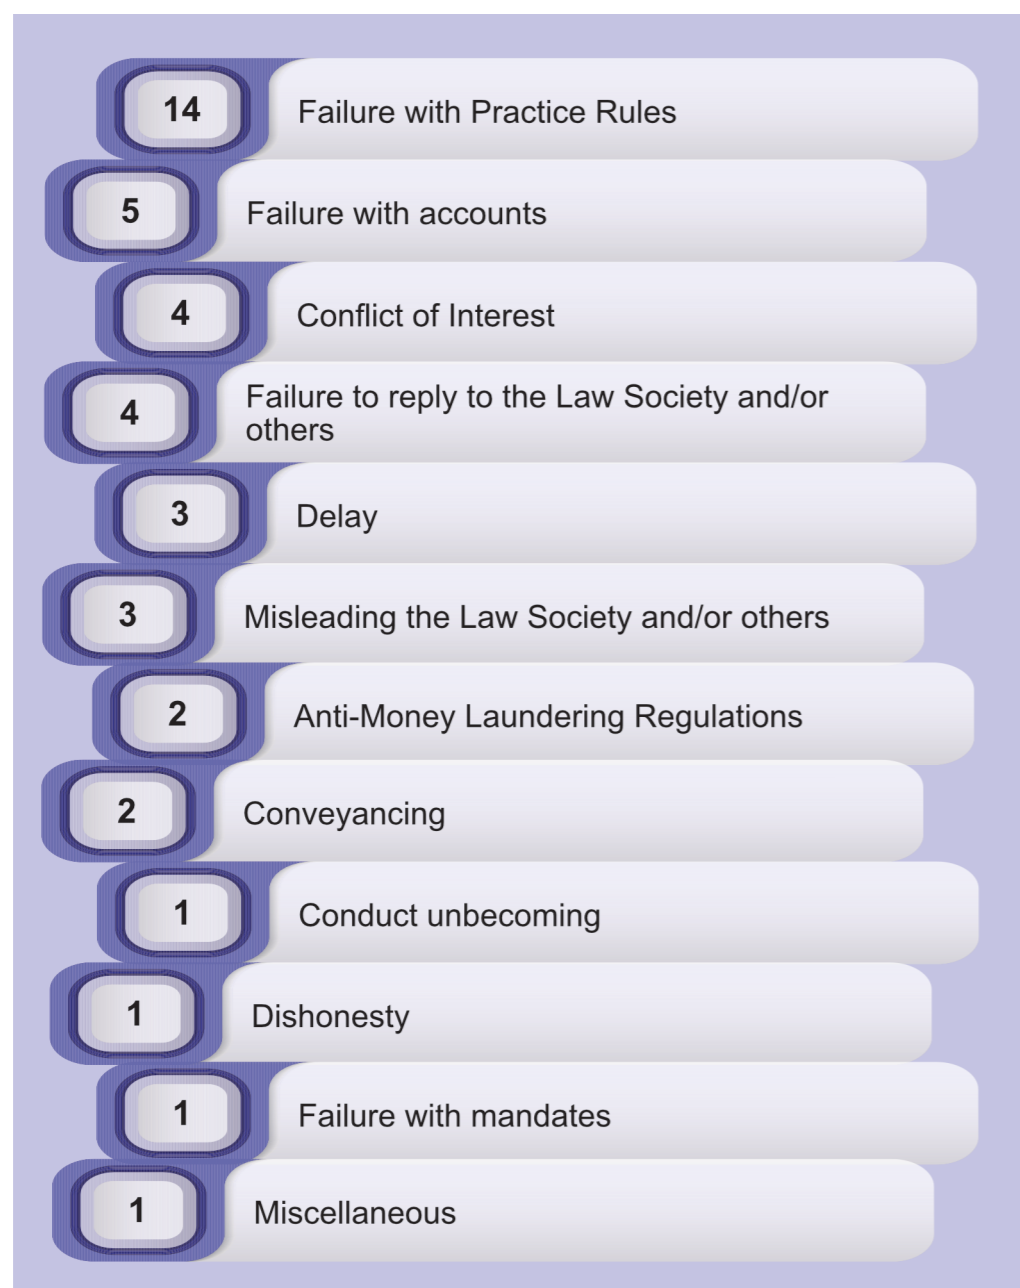 14
Failure with Practice Rules
5
Failure with accounts
4
Conflict of Interest
4
Failure to reply to the Law Society and/or
others
3
Delay
3
Misleading the Law Society and/or others
2
Anti-Money Laundering Regulations
2
Conveyancing
1
Conduct unbecoming
1
Dishonesty
1
Failure with mandates
1
Miscellaneous